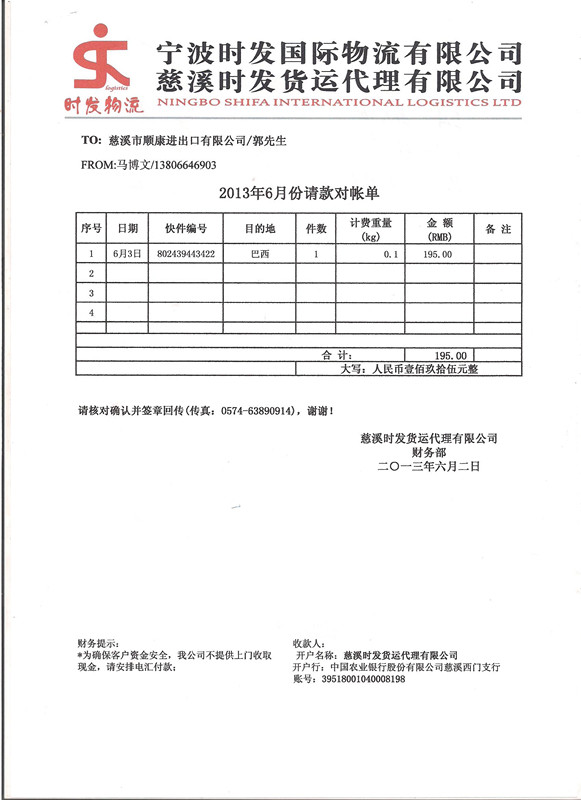 logistics
时发物流
宁波时发国际物流有限公司
慈溪时发货运代理有限公司
NINGBO SHIFA INTERNATIONAL LOGISTICS LTD
TO: 慈溪市顺康进出口有限公司/郭先生
FROM:马博文/13806646903
2013年6月份请款对帐单
序号 日期 快件编号 目的地 件数 计费重量(kg) 金 额(RMB) 备 注
1 6月3日 802439443422 巴西 1 0.1 195.00
2
3
4
合 计: 195.00
大写: 人民币壹佰玖拾伍元整
请核对确认并签章回传(传真: 0574-63890914), 谢谢!
慈溪时发货运代理有限公司
财务部
二〇一三年六月二日
财务提示:
*为确保客户资金安全, 我公司不提供上门收取
现金, 请安排电汇付款;
收款人:
开户名称: 慈溪时发货运代理有限公司
开户行: 中国农业银行股份有限公司慈溪西门支行
账号: 39518001040008198